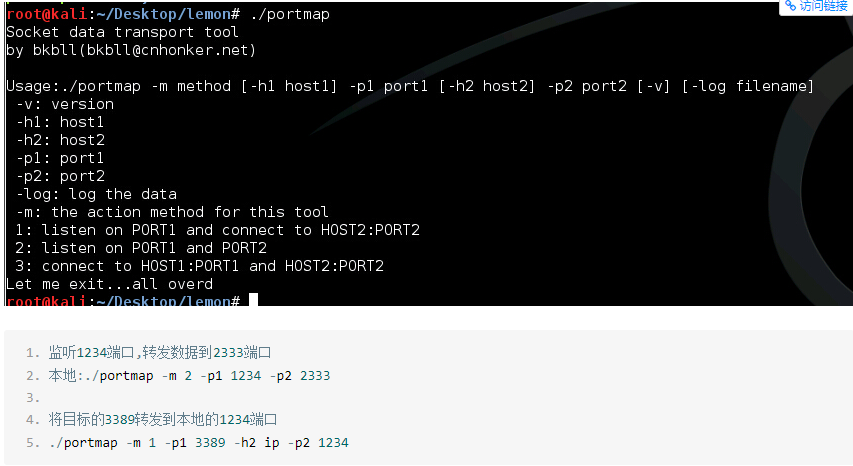 访问链接
root@kali:~/Desktop/lemon# ./portmap
Socket data transport tool
by bkbll(bkbll@cnhonker.net)
Usage:./portmap -m method [-h1 host1] -p1 port1 [-h2 host2] -p2 port2 [-v] [-log filename]
-v: version
-h1: host1
-h2: host2
-p1: port1
-p2: port2
-log: log the data
-m: the action method for this tool
1: listen on PORT1 and connect to HOST2:PORT2
2: listen on PORT1 and PORT2
3: connect to HOST1:PORT1 and HOST2:PORT2
Let me exit...all overd
root@kali:~/Desktop/lemon#
1. 监听1234端口,转发数据到2333端口
2. 本地:./portmap -m 2 -p1 1234 -p2 2333
3.
4. 将目标的3389转发到本地的1234端口
5. ./portmap -m 1 -p1 3389 -h2 ip -p2 1234